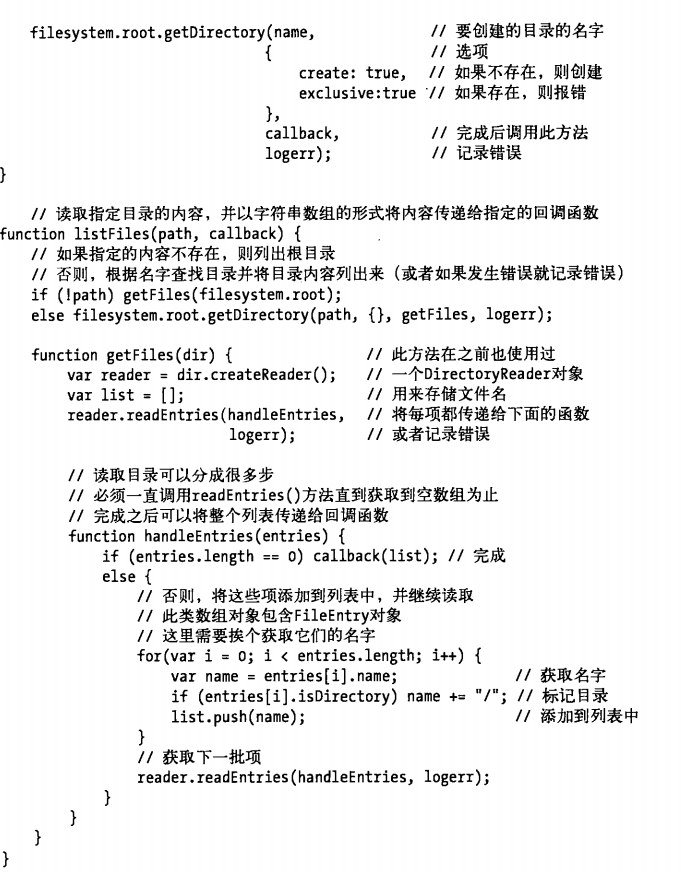 filesystem.root.getDirectory(name, // 要创建的目录的名字
{ // 选项
create: true, // 如果不存在，则创建
exclusive:true // 如果存在，则报错
},
callback, // 完成后调用此方法
logerr); // 记录错误
}
// 读取指定目录的内容，并以字符串数组的形式将内容传递给指定的回调函数
function listFiles(path, callback) {
// 如果指定的内容不存在，则列出根目录
// 否则，根据名字查找目录并将目录内容列出来（或者如果发生错误就记录错误）
if (!path) getFiles(filesystem.root);
else filesystem.root.getDirectory(path, {}, getFiles, logerr);
function getFiles(dir) { // 此方法在之前也使用过
var reader = dir.createReader(); // 一个DirectoryReader对象
var list = []; // 用来存储文件名
reader.readEntries(handleEntries, // 将每项都传递给下面的函数
logerr); // 或者记录错误
// 读取目录可以分成很多步
// 必须一直调用readEntries()方法直到获取到空数组为止
// 完成之后可以将整个列表传递给回调函数
function handleEntries(entries) {
if (entries.length == 0) callback(list); // 完成
else {
// 否则，将这些项添加到列表中，并继续读取
// 此类数组对象包含FileEntry对象
// 这里需要挨个获取它们的名字
for(var i = 0; i < entries.length; i++) {
var name = entries[i].name; // 获取名字
if (entries[i].isDirectory) name += "/"; // 标记目录
list.push(name); // 添加到列表中
}
// 获取下一批项
reader.readEntries(handleEntries, logerr);
}
}
}
}